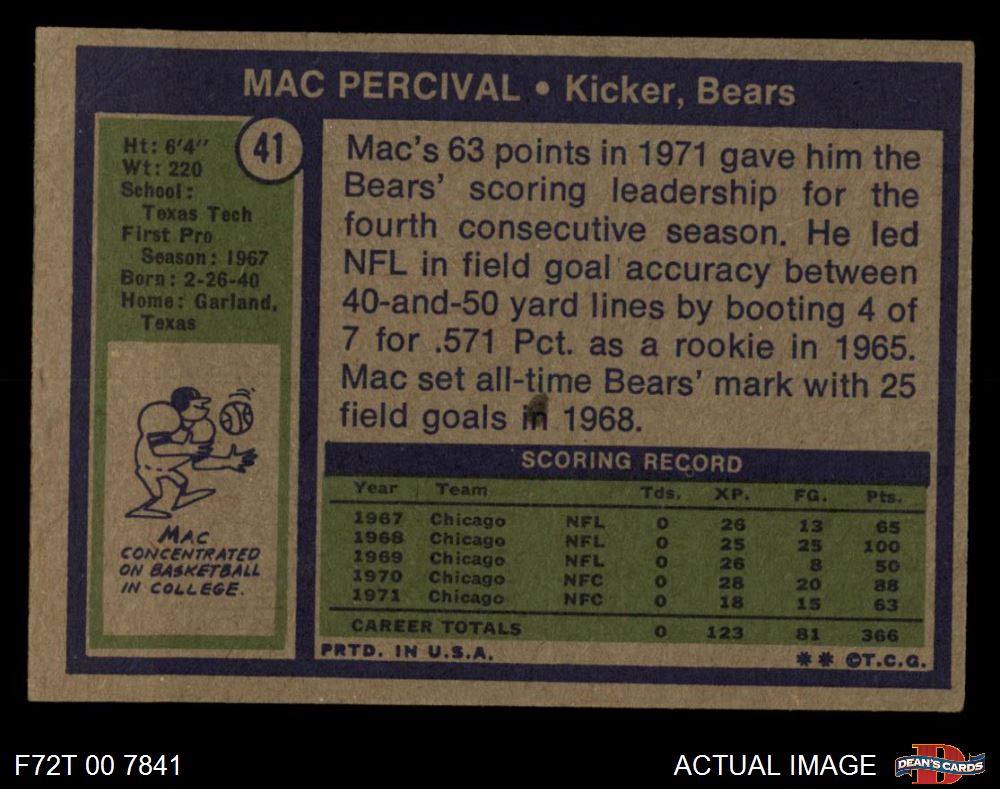 MAC PERCIVAL • Kicker, Bears
41
Ht: 6'4"
Wt: 220
School:
Texas Tech
First Pro
Season: 1967
Born: 2-26-40
Home: Garland,
Texas
MAC
CONCENTRATED
ON BASKETBALL
IN COLLEGE.
Mac's 63 points in 1971 gave him the
Bears' scoring leadership for the
fourth consecutive season. He led
NFL in field goal accuracy between
40-and-50 yard lines by booting 4 of
7 for .571 Pct. as a rookie in 1965.
Mac set all-time Bears' mark with 25
field goals in 1968.
SCORING RECORD
Year Team Tds. XP. FG. Pts.
1967 Chicago NFL 0 26 13 65
1968 Chicago NFL 0 25 25 100
1969 Chicago NFL 0 26 8 50
1970 Chicago NFC 0 28 20 88
1971 Chicago NFC 0 18 15 63
CAREER TOTALS 0 123 81 366
PRTD. IN U.S.A. ** ©T.C.G.
F72T 00 7841
ACTUAL IMAGE
D
DEAN'S CARDS